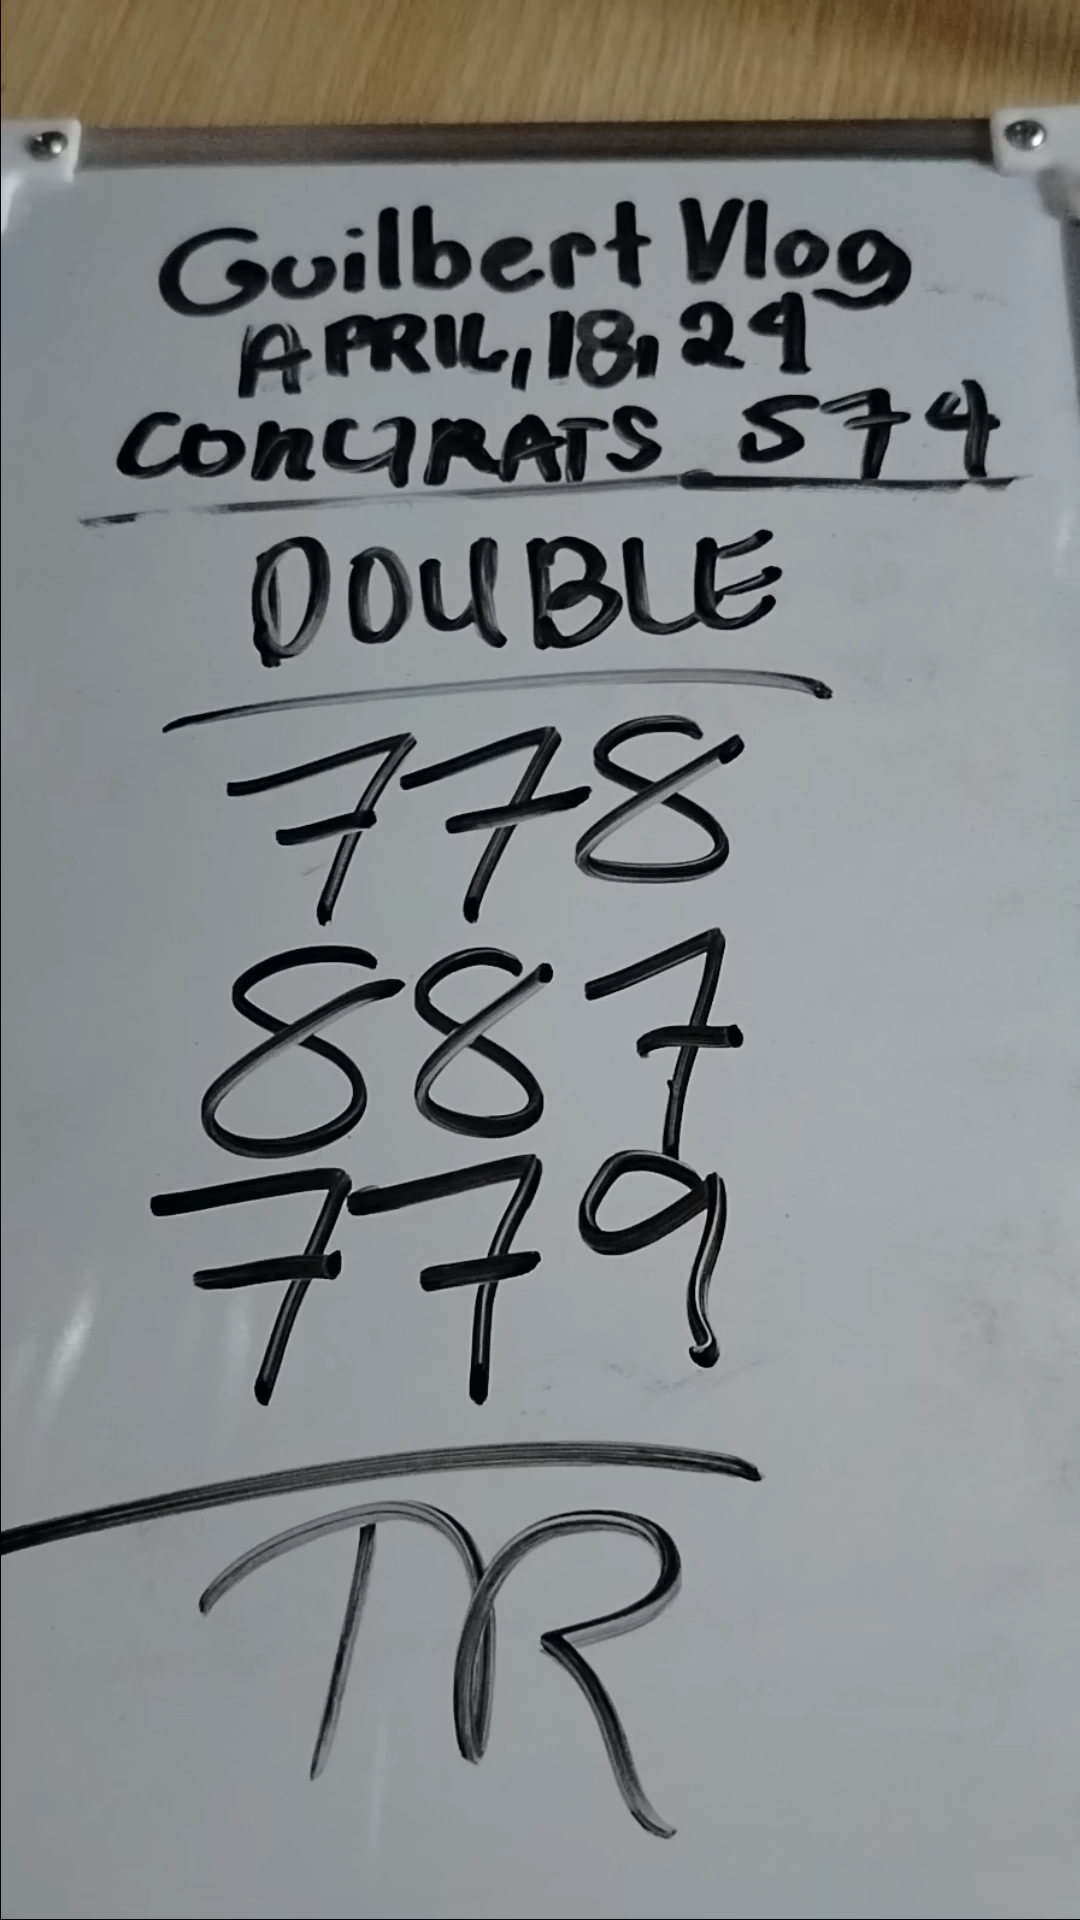 Guilbert Vlog
APRIL, 18, 24
CONGRATS 574
DOUBLE
778
887
779
TR